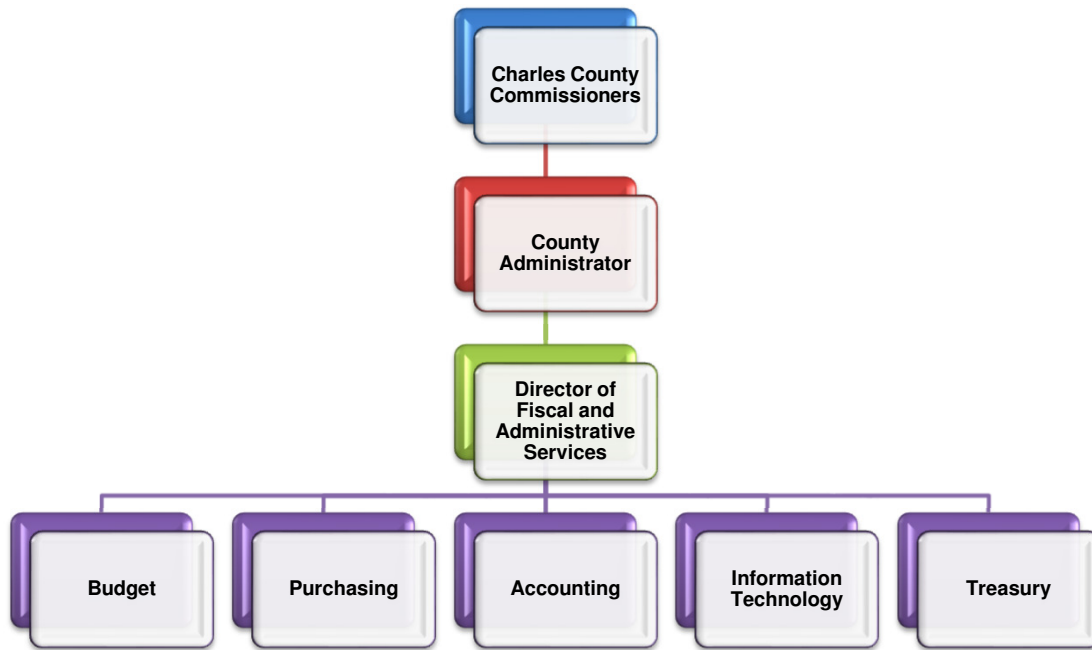 Charles County
Commissioners
County
Administrator
Director of
Fiscal and
Administrative
Services
Budget
Purchasing
Accounting
Information
Technology
Treasury